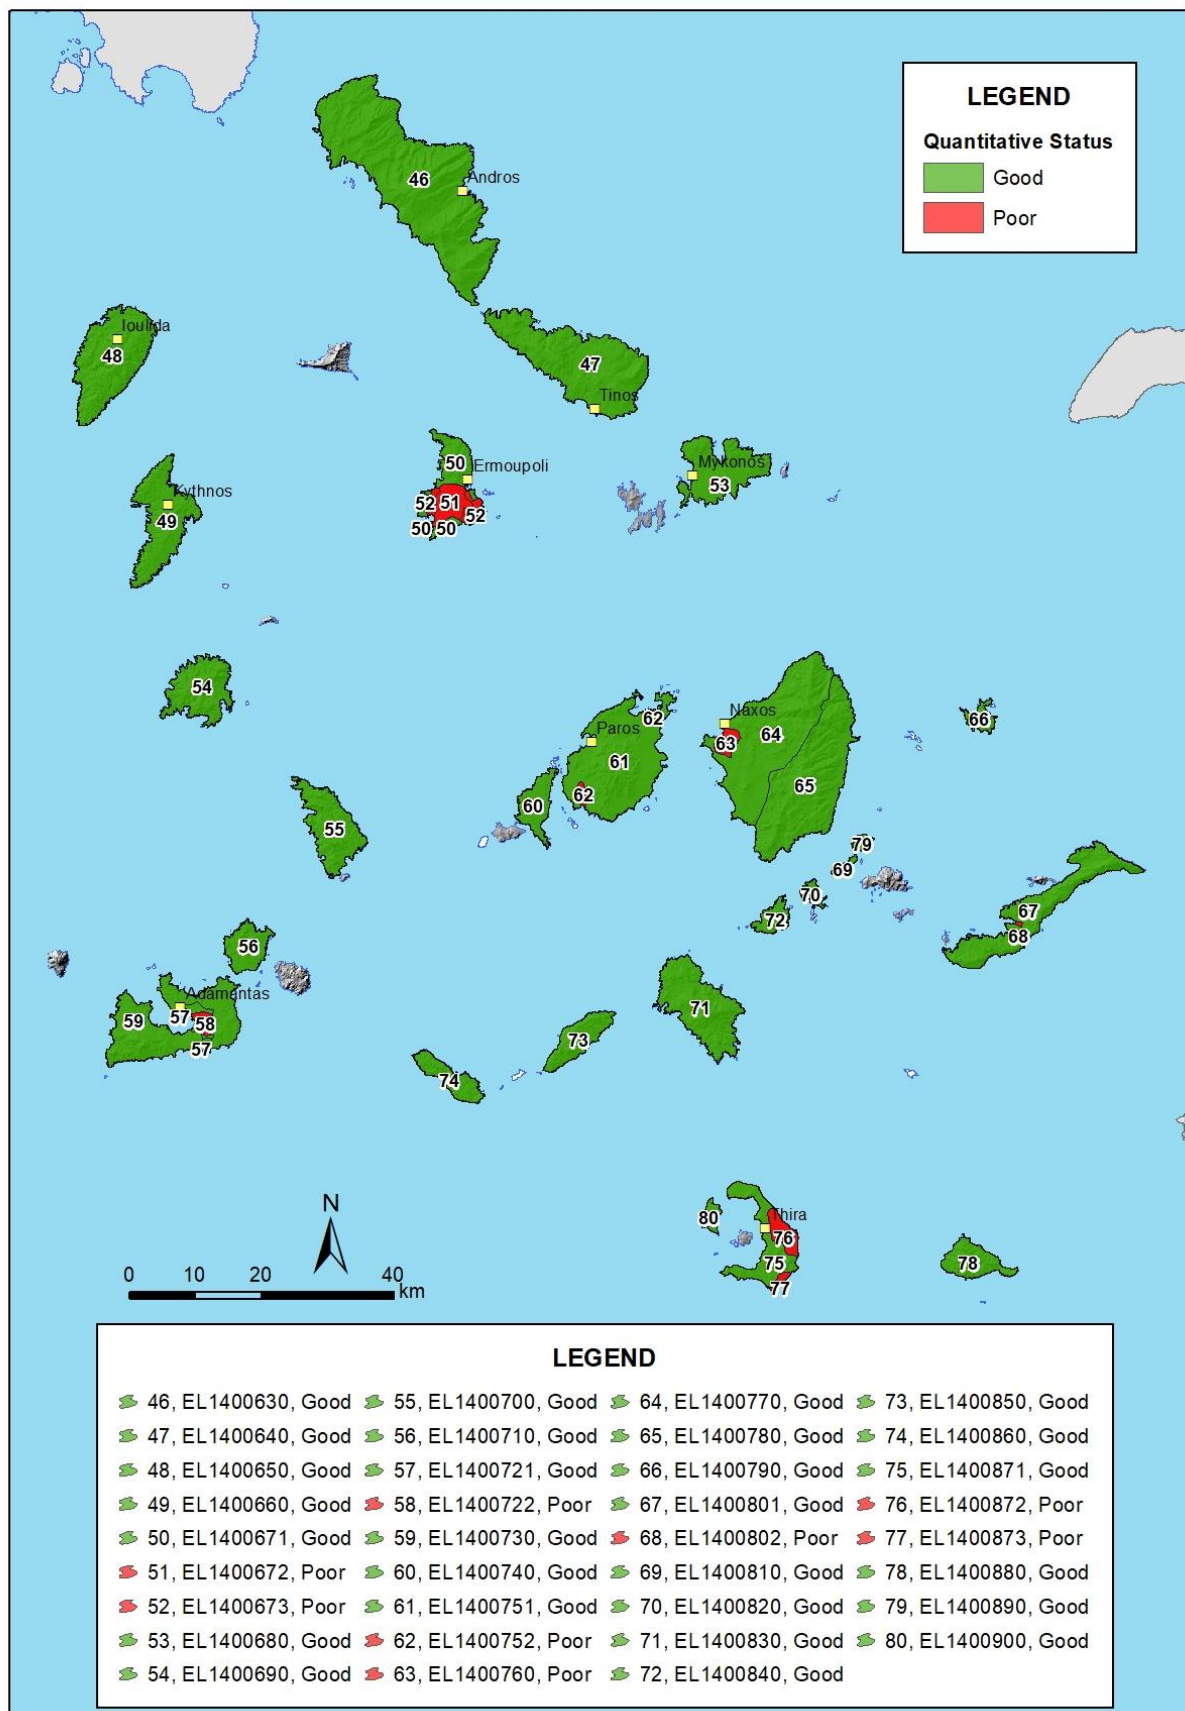 LEGEND
Quantitative Status
Good
Poor
46
Andros
Ioulida
48
47
Tinos
50
Ermoupoli
Mykonos
53
Kythnos
49
52
51
52
50
50
54
62
Naxos
66
Paros
63
64
61
65
62
60
55
79
69
70
67
72
68
56
Adamantas
59
57
58
57
71
73
74
80
Thira
76
75
77
78
N
0
10
20
40
km
LEGEND
46, EL1400630, Good
47, EL1400640, Good
48, EL1400650, Good
49, EL1400660, Good
50, EL1400671, Good
51, EL1400672, Poor
52, EL1400673, Poor
53, EL1400680, Good
54, EL1400690, Good
55, EL1400700, Good
56, EL1400710, Good
57, EL1400721, Good
58, EL1400722, Poor
59, EL1400730, Good
60, EL1400740, Good
61, EL1400751, Good
62, EL1400752, Poor
63, EL1400760, Poor
64, EL1400770, Good
65, EL1400780, Good
66, EL1400790, Good
67, EL1400801, Good
68, EL1400802, Poor
69, EL1400810, Good
70, EL1400820, Good
71, EL1400830, Good
72, EL1400840, Good
73, EL1400850, Good
74, EL1400860, Good
75, EL1400871, Good
76, EL1400872, Poor
77, EL1400873, Poor
78, EL1400880, Good
79, EL1400890, Good
80, EL1400900, Good